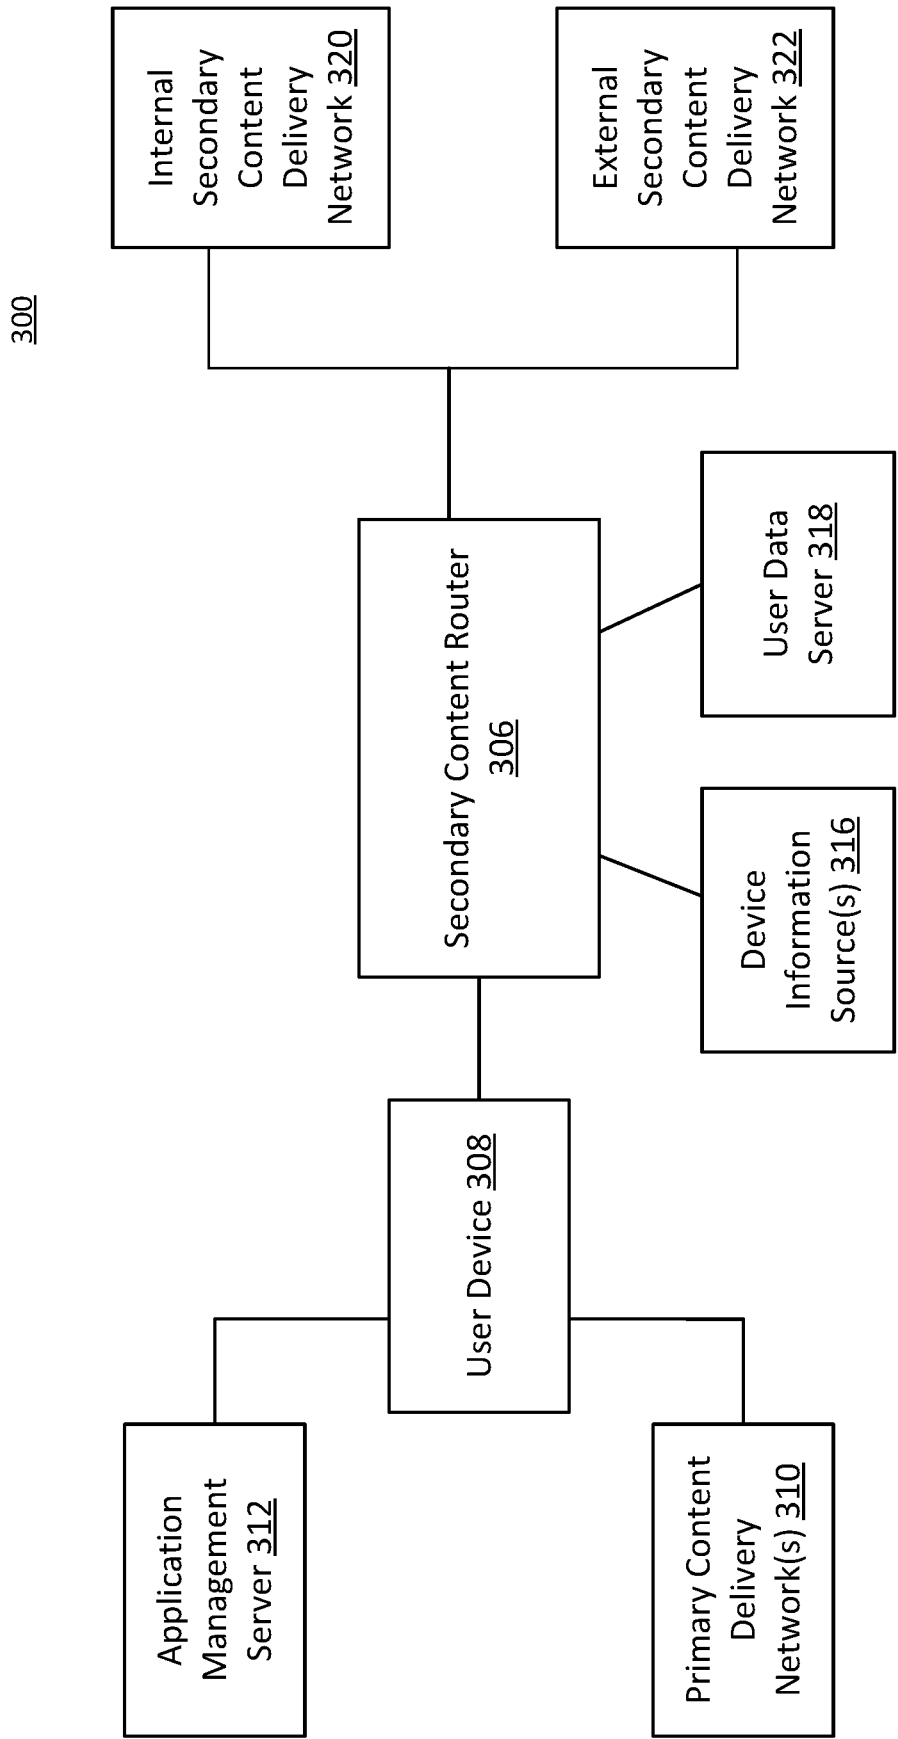 300
Application
Management
Server 312
Primary Content
Delivery
Network(s) 310
User Device 308
Secondary Content Router
306
Device
Information
Source(s) 316
User Data
Server 318
Internal
Secondary
Content
Delivery
Network 320
External
Secondary
Content
Delivery
Network 322